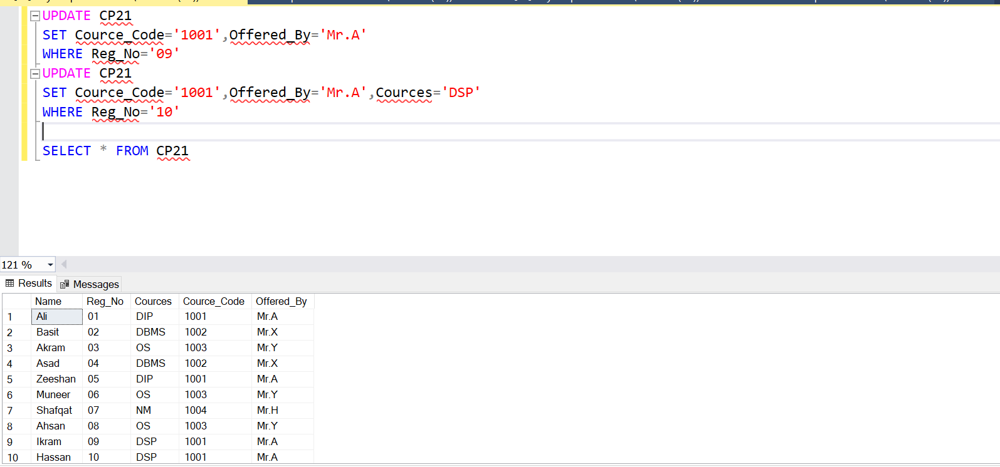 UPDATE CP21
SET Cource_Code='1001',Offered_By='Mr.A'
WHERE Reg_No='09'
UPDATE CP21
SET Cource_Code='1001',Offered_By='Mr.A',Cources='DSP'
WHERE Reg_No='10'
SELECT * FROM CP21
121 %
Results Messages
Name Reg_No Cources Cource_Code Offered_By
1 Ali 01 DIP 1001 Mr.A
2 Basit 02 DBMS 1002 Mr.X
3 Akram 03 OS 1003 Mr.Y
4 Asad 04 DBMS 1002 Mr.X
5 Zeeshan 05 DIP 1001 Mr.A
6 Muneer 06 OS 1003 Mr.Y
7 Shafqat 07 NM 1004 Mr.H
8 Ahsan 08 OS 1003 Mr.Y
9 Ikram 09 DSP 1001 Mr.A
10 Hassan 10 DSP 1001 Mr.A